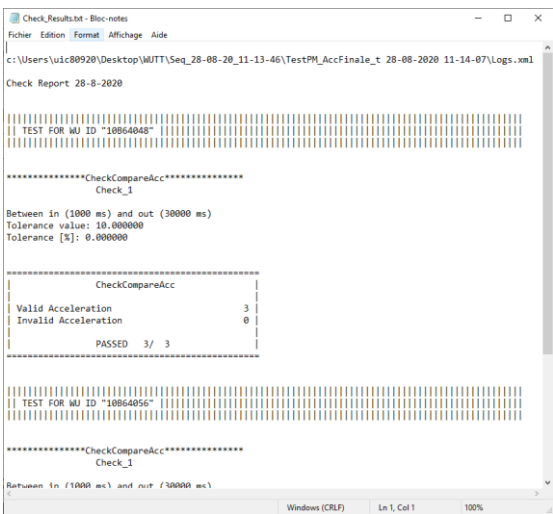 Check_Results.txt - Bloc-notes
Fichier Edition Format Affichage Aide
c:\Users\uic80920\Desktop\WUTT\Seq_28-08-20_11-13-46\TestPM_AccFinale_t 28-08-2020 11-14-07\Logs.xml
Check Report 28-8-2020
|| TEST FOR WU ID "10B64048" ||
***************CheckCompareAcc***************
Check_1
Between in (1000 ms) and out (30000 ms)
Tolerance value: 10.000000
Tolerance [%]: 0.000000
================================================
| CheckCompareAcc |
| Valid Acceleration 3 |
| Invalid Acceleration 0 |
| PASSED 3/ 3 |
================================================
|| TEST FOR WU ID "10B64056" ||
***************CheckCompareAcc***************
Check_1
Between in (1000 ms) and out (30000 ms)
Windows (CRLF) Ln 1, Col 1 100%